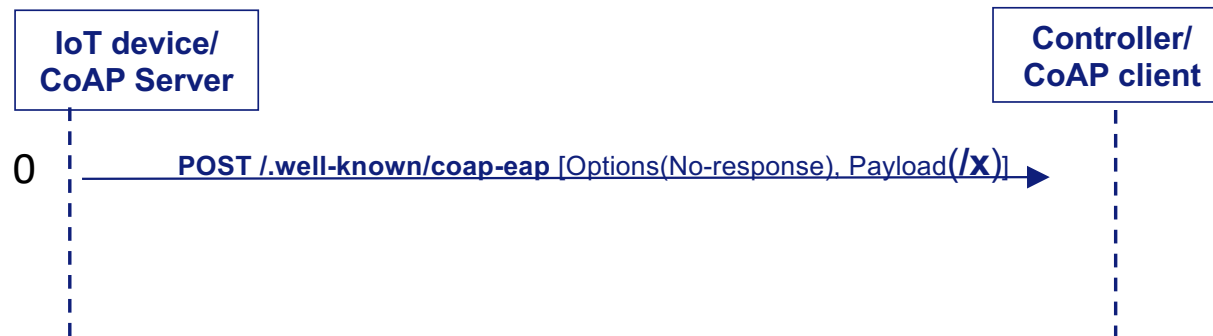 IoT device/
CoAP Server
Controller/
CoAP client
0
POST /.well-known/coap-eap [Options(No-response), Payload(/x)]